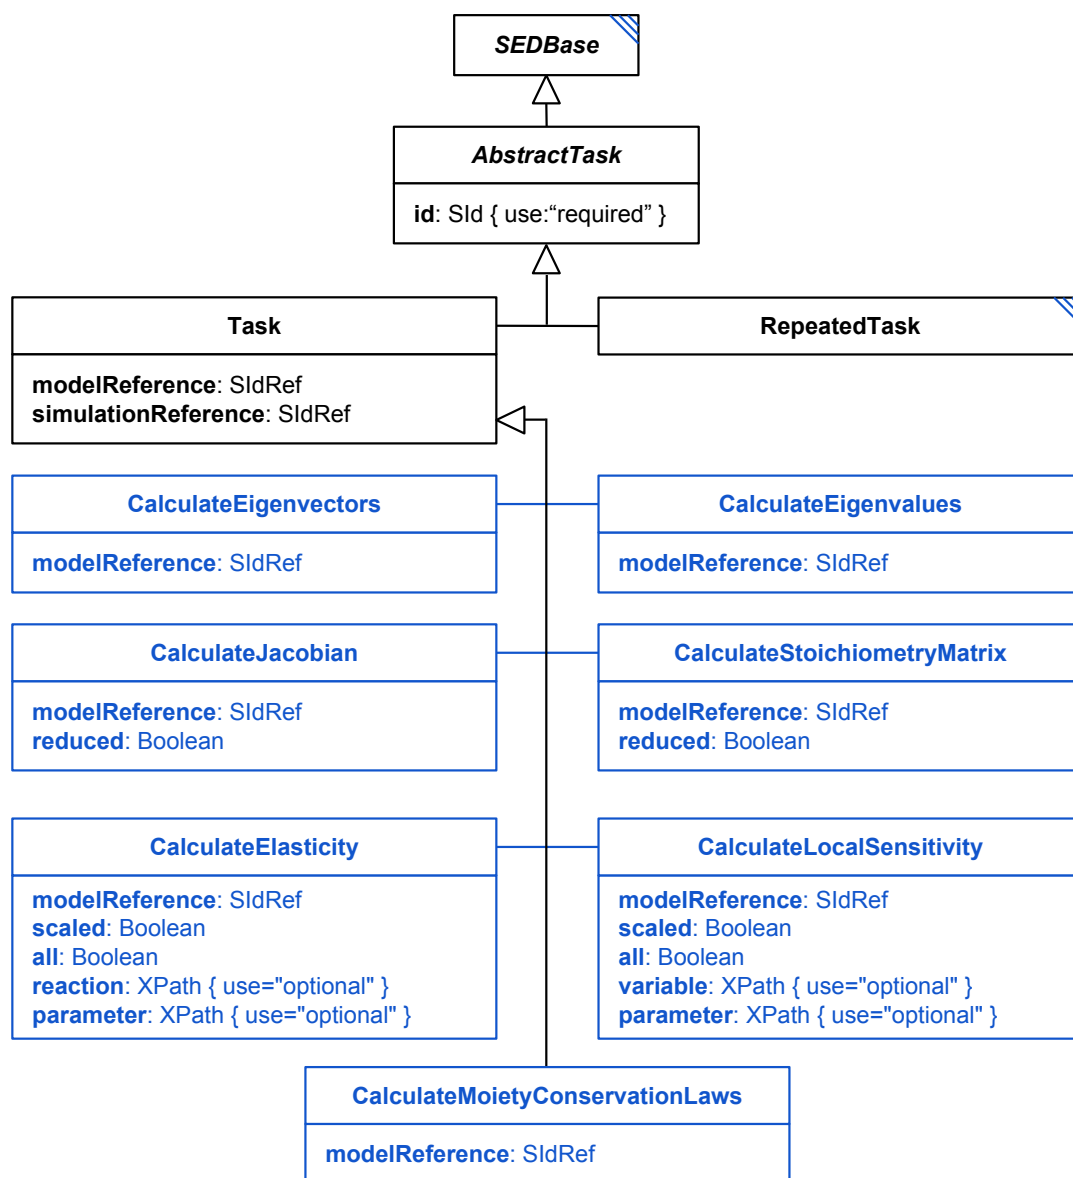 SEDBase
AbstractTask
id: SId { use:“required” }
Task
modelReference: SIdRef
simulationReference: SIdRef
RepeatedTask
CalculateEigenvectors
modelReference: SIdRef
CalculateEigenvalues
modelReference: SIdRef
CalculateJacobian
modelReference: SIdRef
reduced: Boolean
CalculateStoichiometryMatrix
modelReference: SIdRef
reduced: Boolean
CalculateElasticity
modelReference: SIdRef
scaled: Boolean
all: Boolean
reaction: XPath { use="optional" }
parameter: XPath { use="optional" }
CalculateLocalSensitivity
modelReference: SIdRef
scaled: Boolean
all: Boolean
variable: XPath { use="optional" }
parameter: XPath { use="optional" }
CalculateMoietyConservationLaws
modelReference: SIdRef